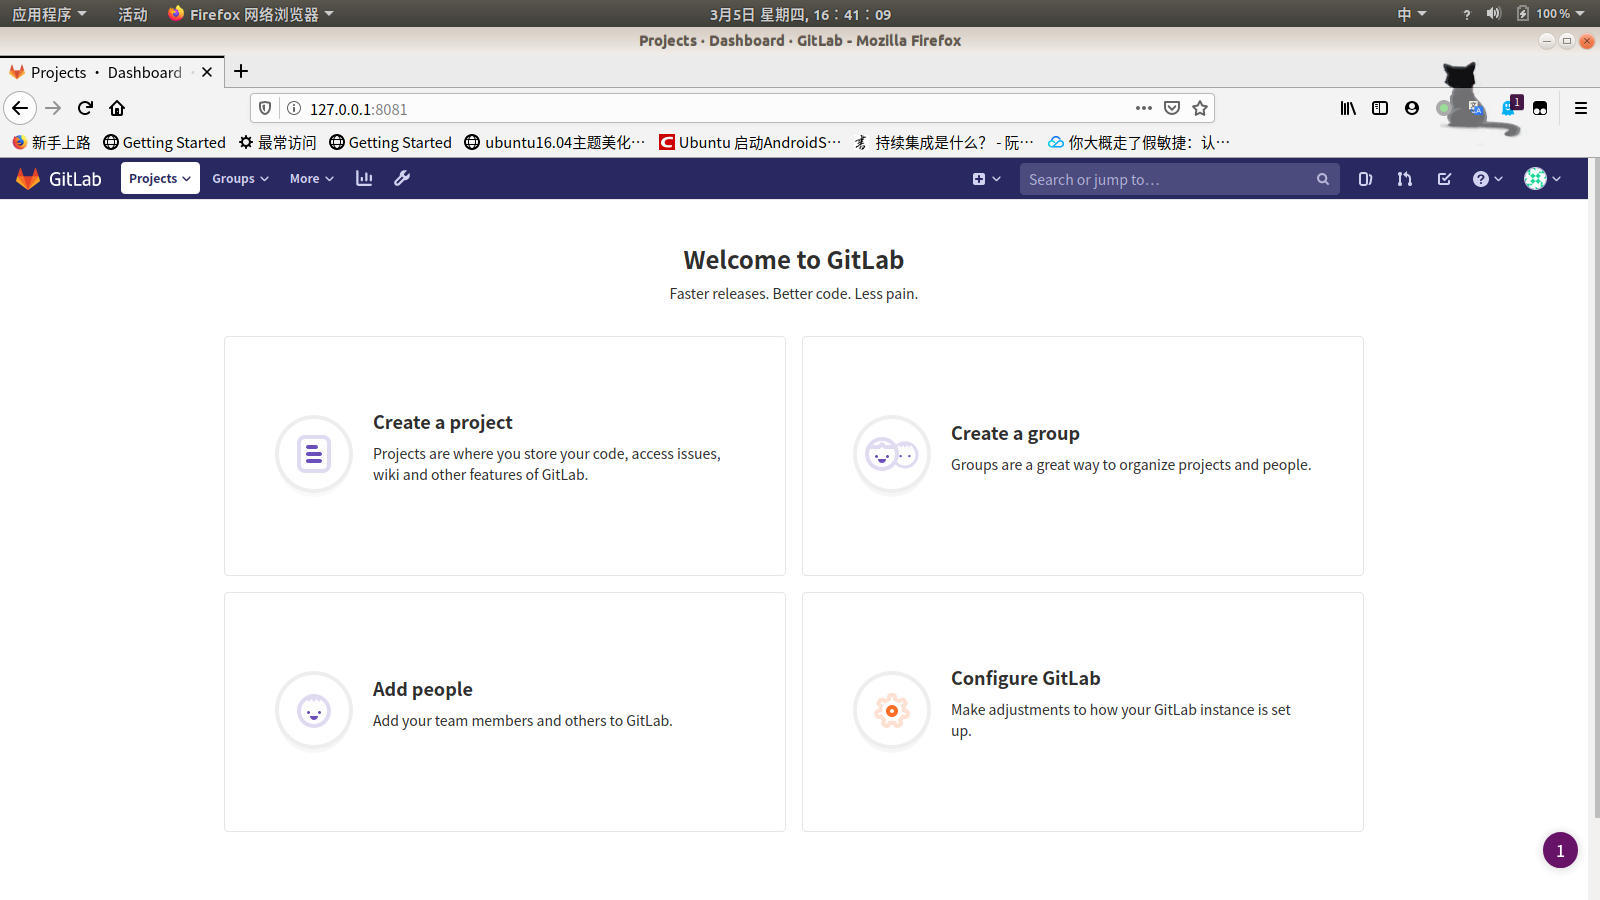 应用程序 活动 Firefox 网络浏览器 3月5日 星期四, 16∶41∶09 中 ? 100%
Projects · Dashboard · GitLab - Mozilla Firefox
Projects · Dashboard
127.0.0.1:8081 1
新手上路 Getting Started 最常访问 Getting Started ubuntu16.04主题美化… Ubuntu 启动AndroidS… 持续集成是什么? - 阮… 你大概走了假敏捷：认…
GitLab Projects Groups More Search or jump to…
Welcome to GitLab
Faster releases. Better code. Less pain.
Create a project
Projects are where you store your code, access issues,
wiki and other features of GitLab.
Create a group
Groups are a great way to organize projects and people.
Add people
Add your team members and others to GitLab.
Configure GitLab
Make adjustments to how your GitLab instance is set
up.
1